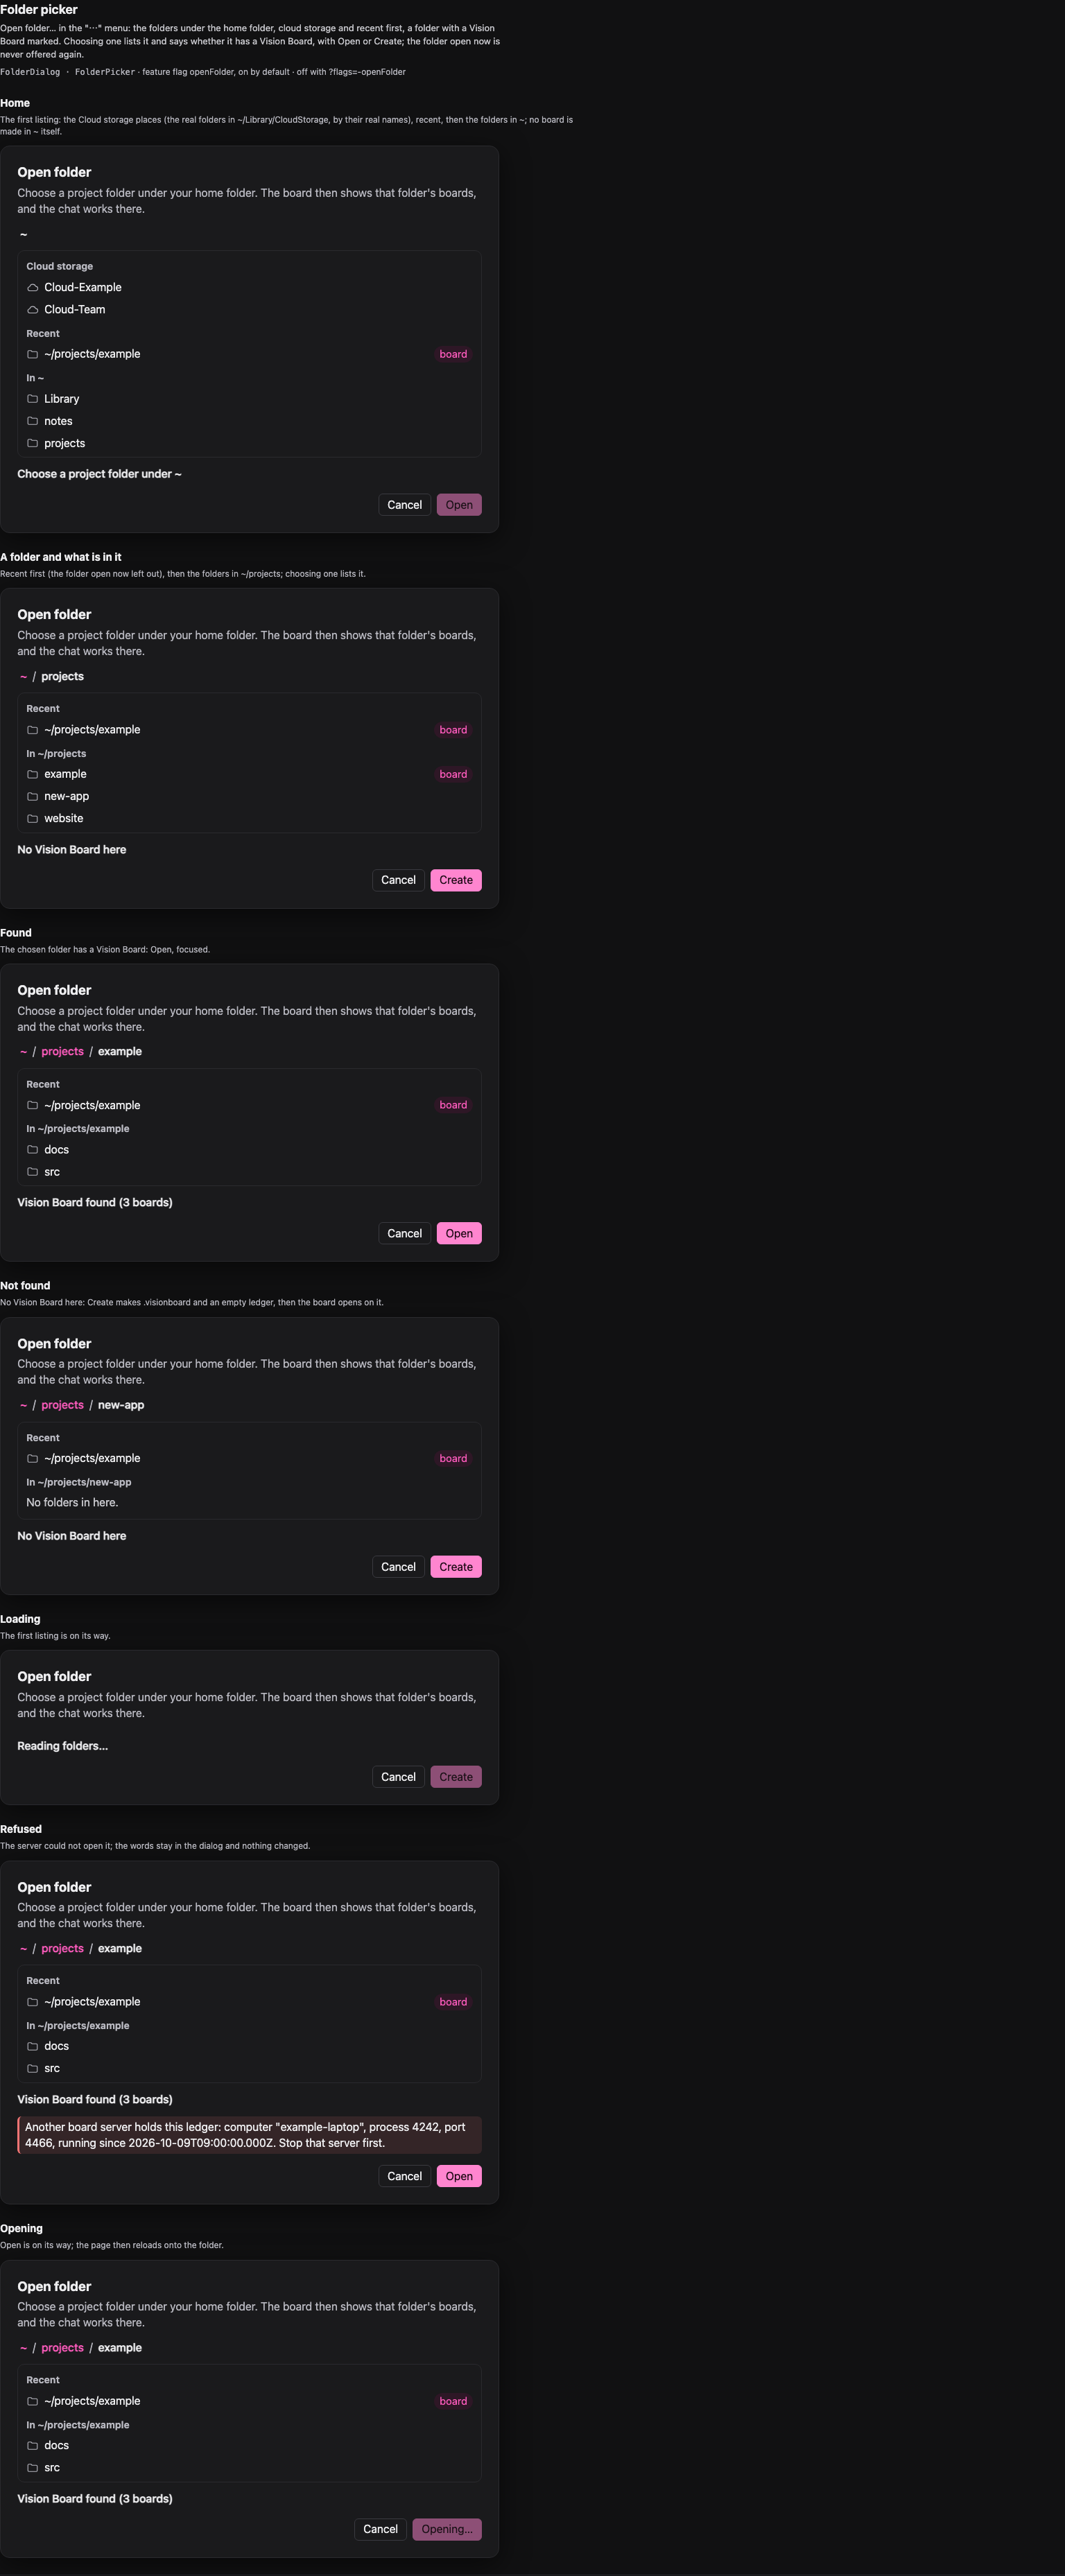 Folder picker
Open folder... in the "···" menu: the folders under the home folder, cloud storage and recent first, a folder with a Vision
Board marked. Choosing one lists it and says whether it has a Vision Board, with Open or Create; the folder open now is
never offered again.
FolderDialog · FolderPicker · feature flag openFolder, on by default · off with ?flags=-openFolder
Home
The first listing: the Cloud storage places (the real folders in ~/Library/CloudStorage, by their real names), recent, then the folders in ~; no board is
made in ~ itself.
Open folder
Choose a project folder under your home folder. The board then shows that folder's boards,
and the chat works there.
~
Cloud storage
Cloud-Example
Cloud-Team
Recent
~/projects/example board
In ~
Library
notes
projects
Choose a project folder under ~
Cancel Open
A folder and what is in it
Recent first (the folder open now left out), then the folders in ~/projects; choosing one lists it.
Open folder
Choose a project folder under your home folder. The board then shows that folder's boards,
and the chat works there.
~ / projects
Recent
~/projects/example board
In ~/projects
example board
new-app
website
No Vision Board here
Cancel Create
Found
The chosen folder has a Vision Board: Open, focused.
Open folder
Choose a project folder under your home folder. The board then shows that folder's boards,
and the chat works there.
~ / projects / example
Recent
~/projects/example board
In ~/projects/example
docs
src
Vision Board found (3 boards)
Cancel Open
Not found
No Vision Board here: Create makes .visionboard and an empty ledger, then the board opens on it.
Open folder
Choose a project folder under your home folder. The board then shows that folder's boards,
and the chat works there.
~ / projects / new-app
Recent
~/projects/example board
In ~/projects/new-app
No folders in here.
No Vision Board here
Cancel Create
Loading
The first listing is on its way.
Open folder
Choose a project folder under your home folder. The board then shows that folder's boards,
and the chat works there.
Reading folders...
Cancel Create
Refused
The server could not open it; the words stay in the dialog and nothing changed.
Open folder
Choose a project folder under your home folder. The board then shows that folder's boards,
and the chat works there.
~ / projects / example
Recent
~/projects/example board
In ~/projects/example
docs
src
Vision Board found (3 boards)
Another board server holds this ledger: computer "example-laptop", process 4242, port
4466, running since 2026-10-09T09:00:00.000Z. Stop that server first.
Cancel Open
Opening
Open is on its way; the page then reloads onto the folder.
Open folder
Choose a project folder under your home folder. The board then shows that folder's boards,
and the chat works there.
~ / projects / example
Recent
~/projects/example board
In ~/projects/example
docs
src
Vision Board found (3 boards)
Cancel Opening...